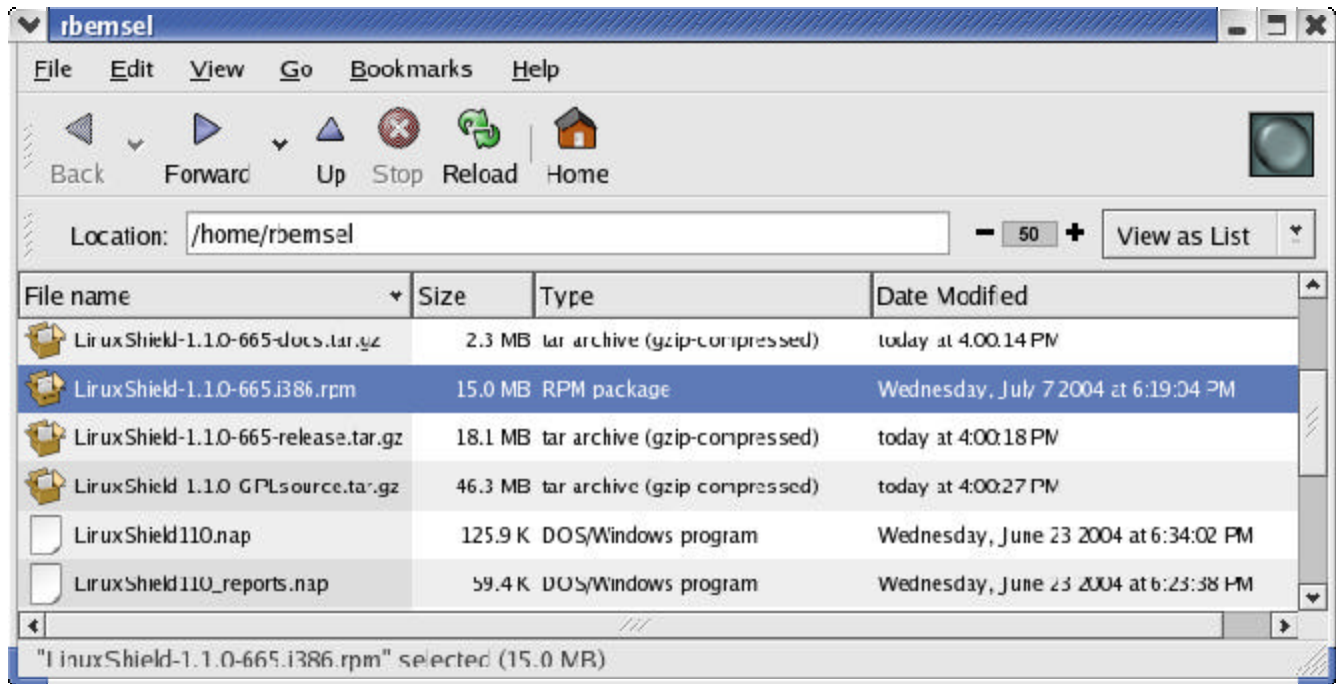 rbemsel
File Edit View Go Bookmarks Help
Back Forward Up Stop Reload Home
Location: /home/rbemsel 50 View as List
File name Size Type Date Modified
LinuxShield-1.1.0-665-docs.tar.gz 2.3 MB tar archive (gzip-compressed) today at 4:00:14 PM
LinuxShield-1.1.0-665.i386.rpm 15.0 MB RPM package Wednesday, July 7 2004 at 6:19:04 PM
LinuxShield-1.1.0-665-release.tar.gz 18.1 MB tar archive (gzip-compressed) today at 4:00:18 PM
LinuxShield-1.1.0-GPLsource.tar.gz 46.3 MB tar archive (gzip-compressed) today at 4:00:27 PM
LinuxShield110.nap 125.9 K DOS/Windows program Wednesday, June 23 2004 at 6:34:02 PM
LinuxShield110_reports.nap 59.4 K DOS/Windows program Wednesday, June 23 2004 at 6:23:38 PM
"LinuxShield-1.1.0-665.i386.rpm" selected (15.0 MB)